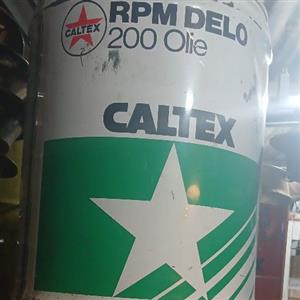 CALTEX
RPM DELO
200 Olie
CALTEX